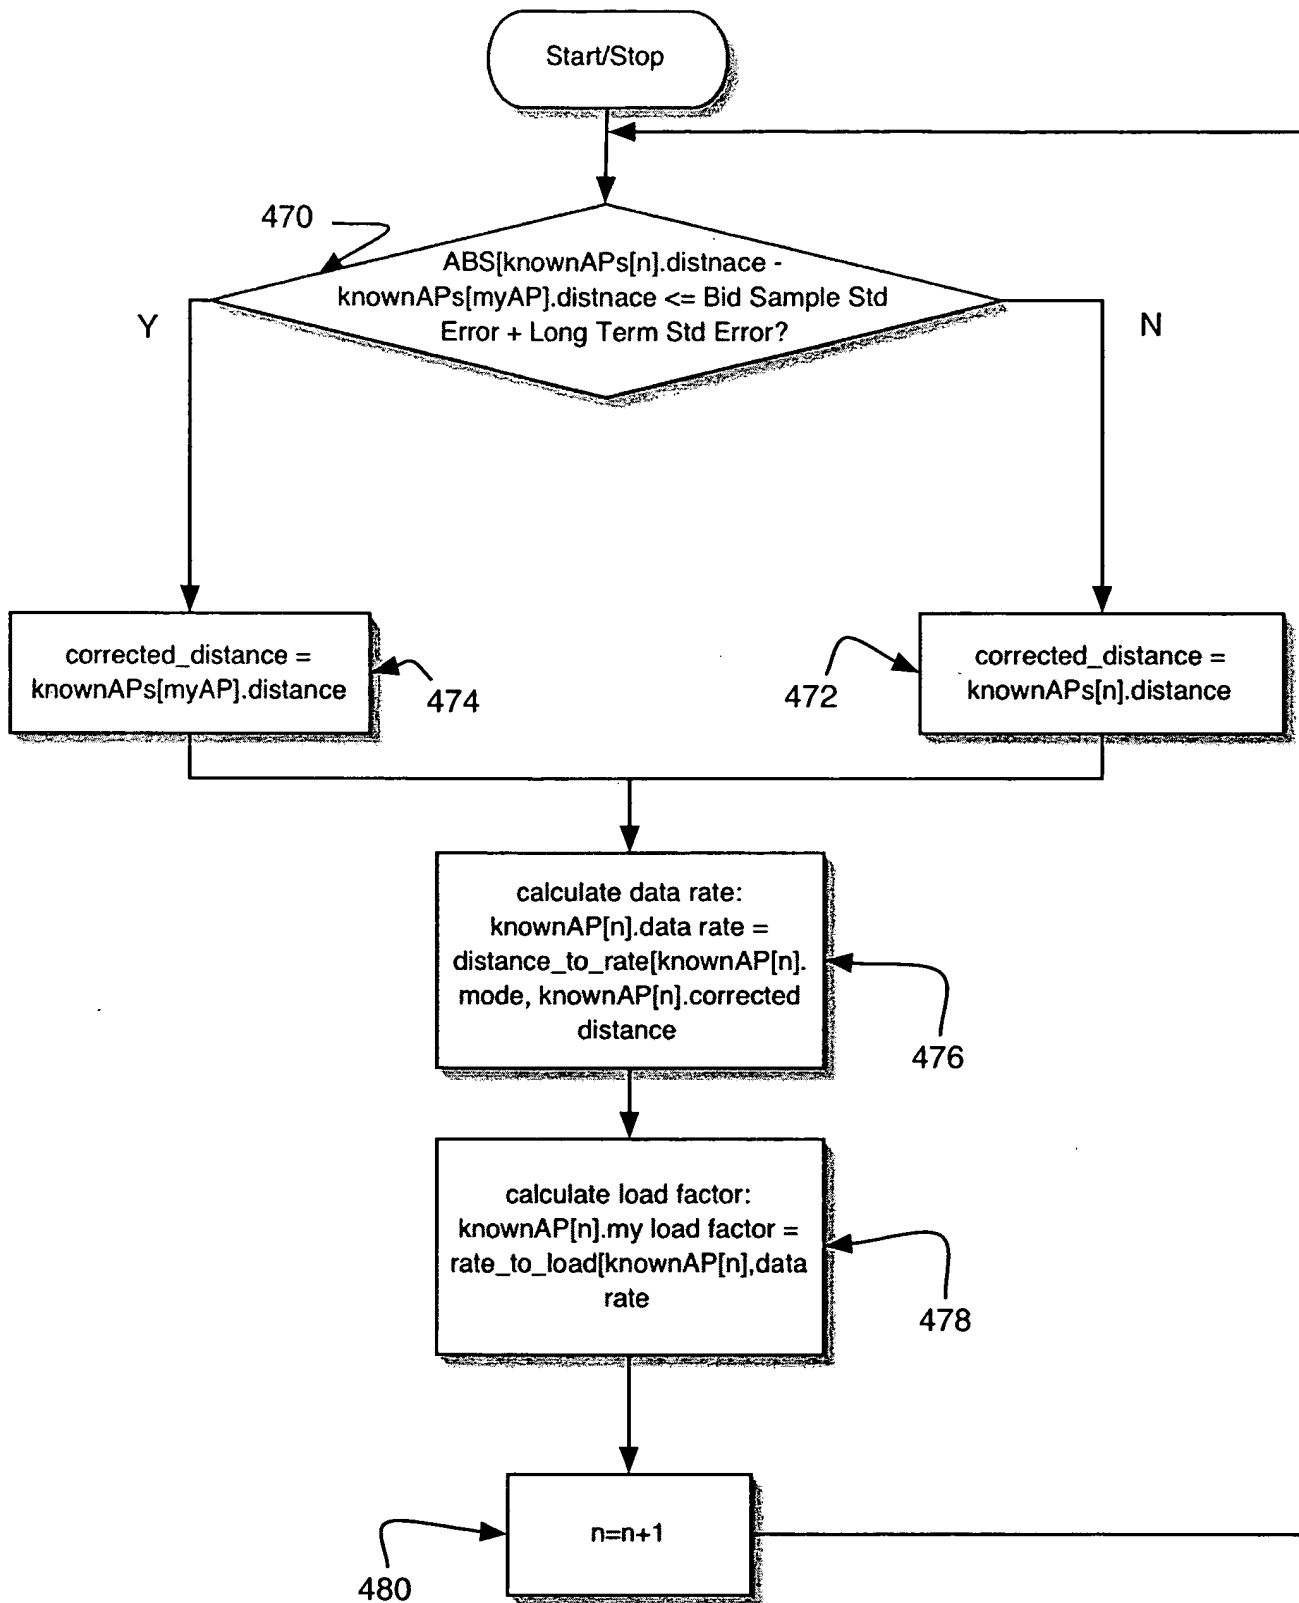 Start/Stop
470
ABS[knownAPs[n].distnace -
knownAPs[myAP].distnace <= Bid Sample Std
Error + Long Term Std Error?
Y
N
corrected_distance =
knownAPs[myAP].distance
474
472
corrected_distance =
knownAPs[n].distance
calculate data rate:
knownAP[n].data rate =
distance_to_rate[knownAP[n].
mode, knownAP[n].corrected
distance
476
calculate load factor:
knownAP[n].my load factor =
rate_to_load[knownAP[n],data
rate
478
n=n+1
480